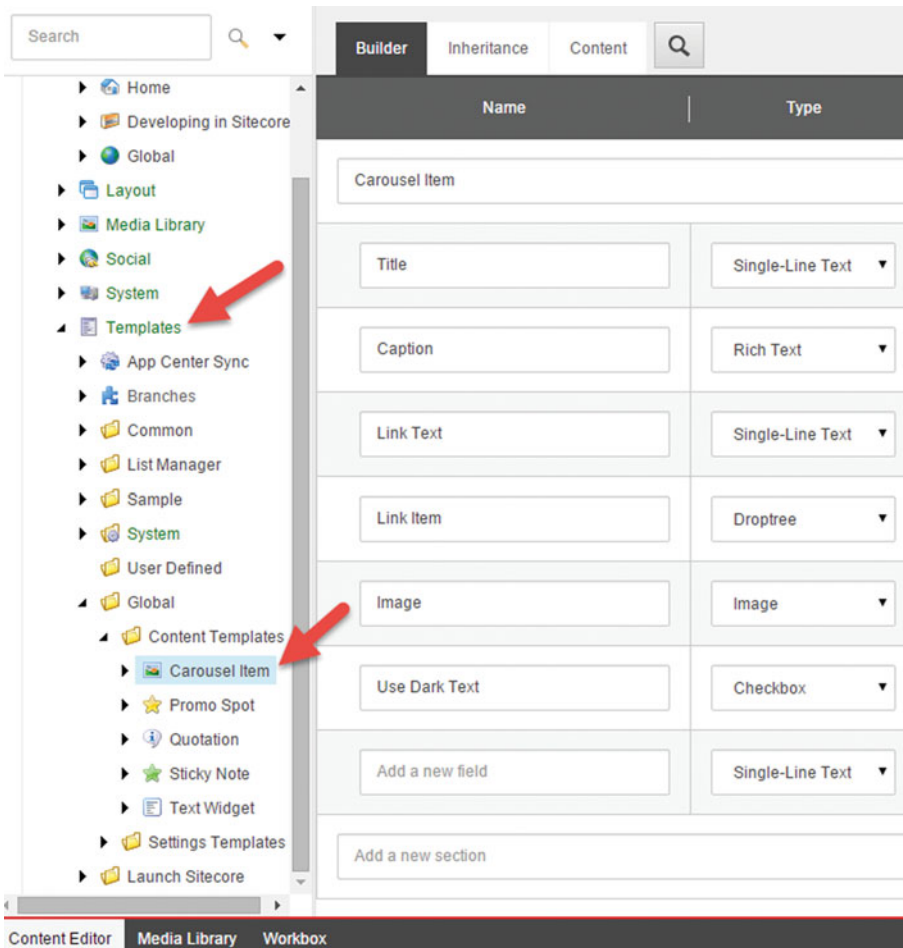 Search
Home
Developing in Sitecore
Global
Layout
Media Library
Social
System
Templates
App Center Sync
Branches
Common
List Manager
Sample
System
User Defined
Global
Content Templates
Carousel Item
Promo Spot
Quotation
Sticky Note
Text Widget
Settings Templates
Launch Sitecore
Builder Inheritance Content
Name Type
Carousel Item
Title Single-Line Text
Caption Rich Text
Link Text Single-Line Text
Link Item Droptree
Image Image
Use Dark Text Checkbox
Add a new field Single-Line Text
Add a new section
Content Editor Media Library Workbox